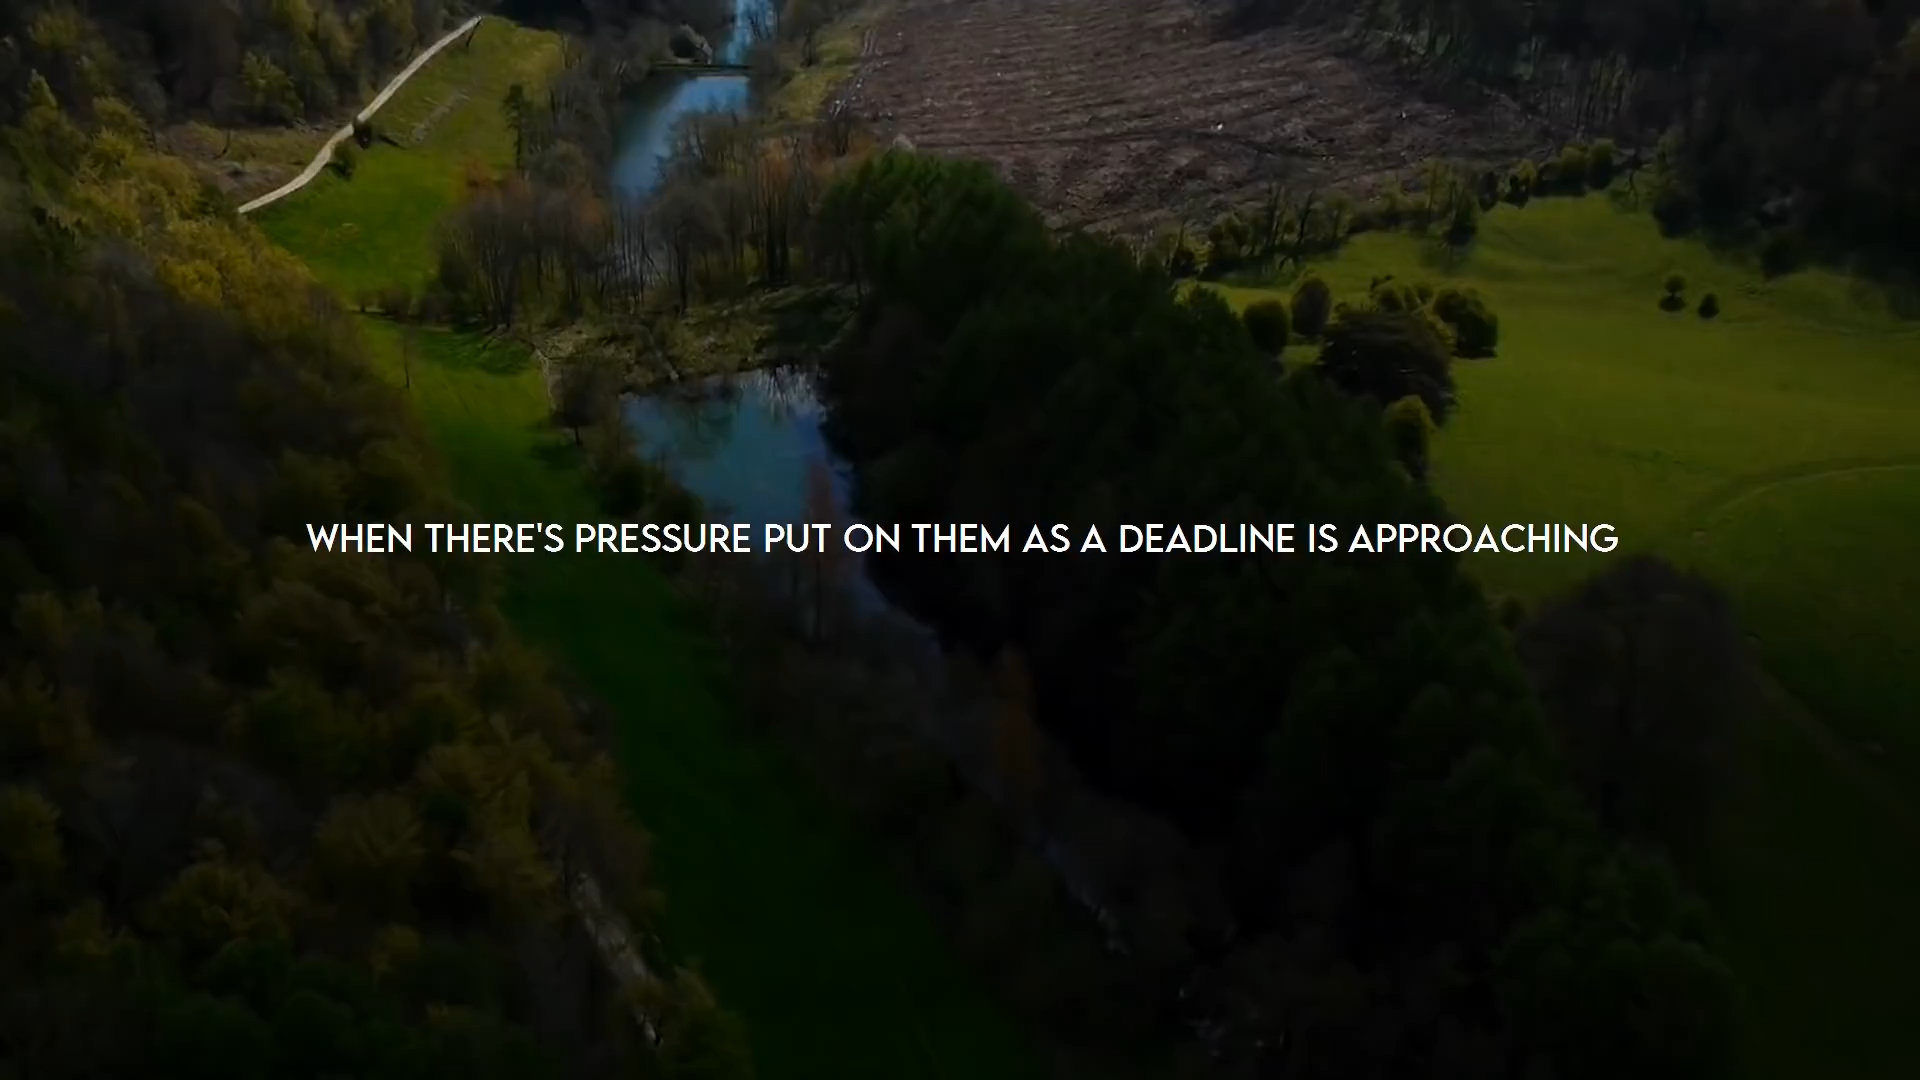 WHEN THERE'S PRESSURE PUT ON THEM AS A DEADLINE IS APPROACHING